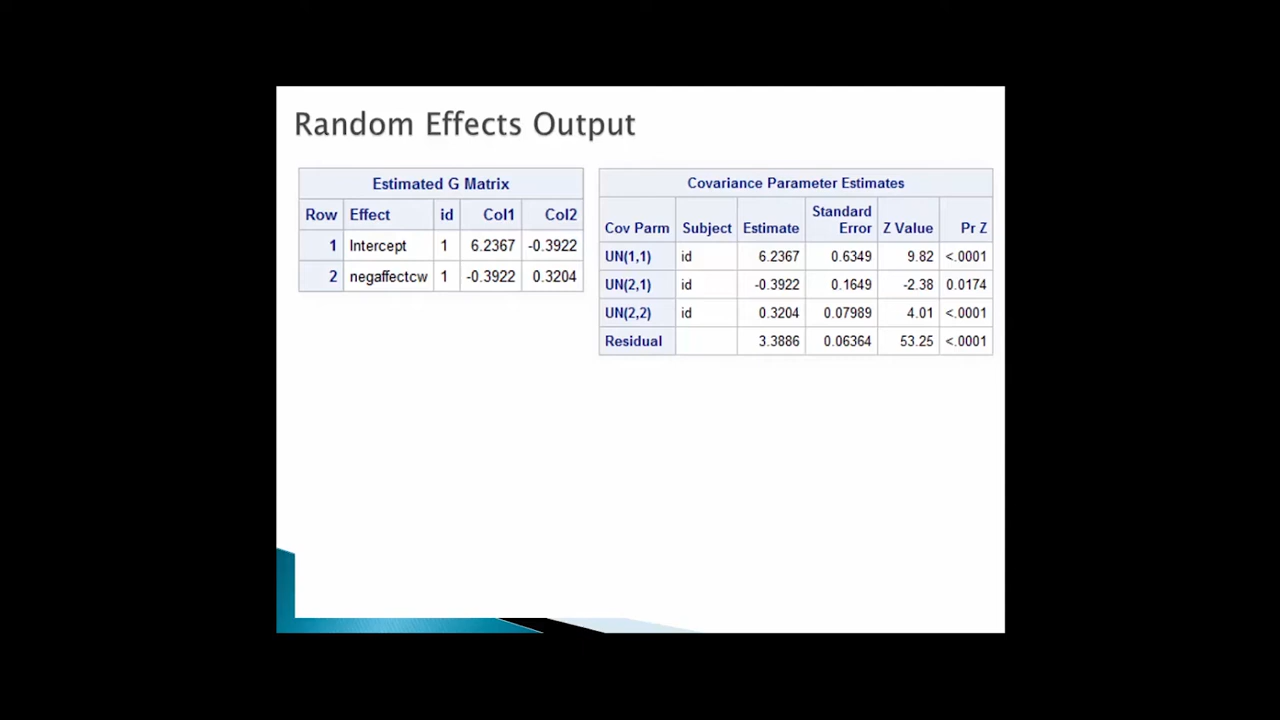 Random Effects Output
Estimated G Matrix
Row Effect id Col1 Col2
1 Intercept 1 6.2367 -0.3922
2 negaffectcw 1 -0.3922 0.3204
Covariance Parameter Estimates
Cov Parm Subject Estimate Standard Error Z Value Pr Z
UN(1,1) id 6.2367 0.6349 9.82 <.0001
UN(2,1) id -0.3922 0.1649 -2.38 0.0174
UN(2,2) id 0.3204 0.07989 4.01 <.0001
Residual 3.3886 0.06364 53.25 <.0001